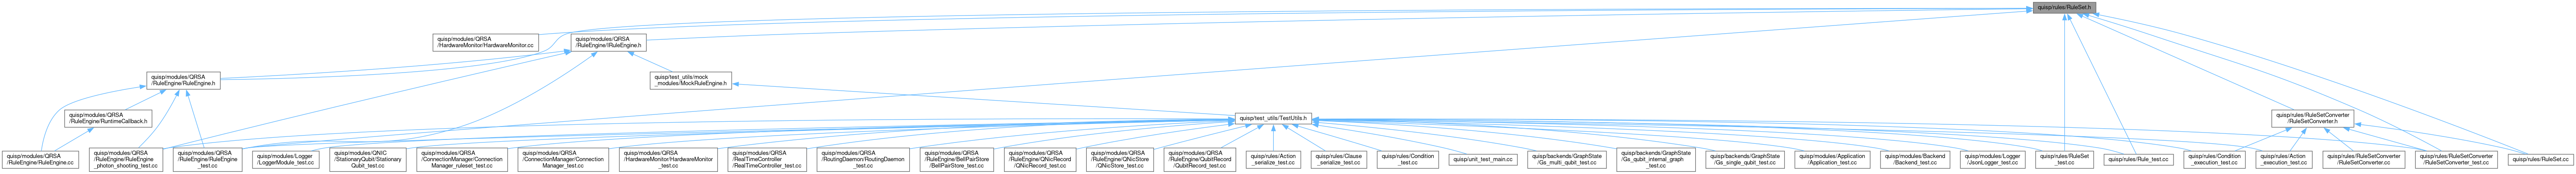 quisp/rules/RuleSet.h
quisp/modules/QRSA
/HardwareMonitor/HardwareMonitor.cc
quisp/modules/QRSA
/RuleEngine/IRuleEngine.h
quisp/modules/QRSA
/RuleEngine/RuleEngine.h
quisp/test_utils/mock
_modules/MockRuleEngine.h
quisp/modules/QRSA
/RuleEngine/RuntimeCallback.h
quisp/test_utils/TestUtils.h
quisp/rules/RuleSetConverter
/RuleSetConverter.h
quisp/modules/QRSA
/RuleEngine/RuleEngine.cc
quisp/modules/QRSA
/RuleEngine/RuleEngine
_photon_shooting_test.cc
quisp/modules/QRSA
/RuleEngine/RuleEngine
_test.cc
quisp/modules/Logger
/LoggerModule_test.cc
quisp/modules/QNIC
/StationaryQubit/Stationary
Qubit_test.cc
quisp/modules/QRSA
/ConnectionManager/Connection
Manager_ruleset_test.cc
quisp/modules/QRSA
/ConnectionManager/Connection
Manager_test.cc
quisp/modules/QRSA
/HardwareMonitor/HardwareMonitor
_test.cc
quisp/modules/QRSA
/RealTimeController
/RealTimeController_test.cc
quisp/modules/QRSA
/RoutingDaemon/RoutingDaemon
_test.cc
quisp/modules/QRSA
/RuleEngine/BellPairStore
/BellPairStore_test.cc
quisp/modules/QRSA
/RuleEngine/QNicRecord
/QNicRecord_test.cc
quisp/modules/QRSA
/RuleEngine/QNicStore
/QNicStore_test.cc
quisp/modules/QRSA
/RuleEngine/QubitRecord
/QubitRecord_test.cc
quisp/rules/Action
_serialize_test.cc
quisp/rules/Clause
_serialize_test.cc
quisp/rules/Condition
_test.cc
quisp/unit_test_main.cc
quisp/backends/GraphState
/Gs_multi_qubit_test.cc
quisp/backends/GraphState
/Gs_qubit_internal_graph
_test.cc
quisp/backends/GraphState
/Gs_single_qubit_test.cc
quisp/modules/Application
/Application_test.cc
quisp/modules/Backend
/Backend_test.cc
quisp/modules/Logger
/JsonLogger_test.cc
quisp/rules/RuleSet
_test.cc
quisp/rules/Rule_test.cc
quisp/rules/Condition
_execution_test.cc
quisp/rules/Action
_execution_test.cc
quisp/rules/RuleSetConverter
/RuleSetConverter.cc
quisp/rules/RuleSetConverter
/RuleSetConverter_test.cc
quisp/rules/RuleSet.cc